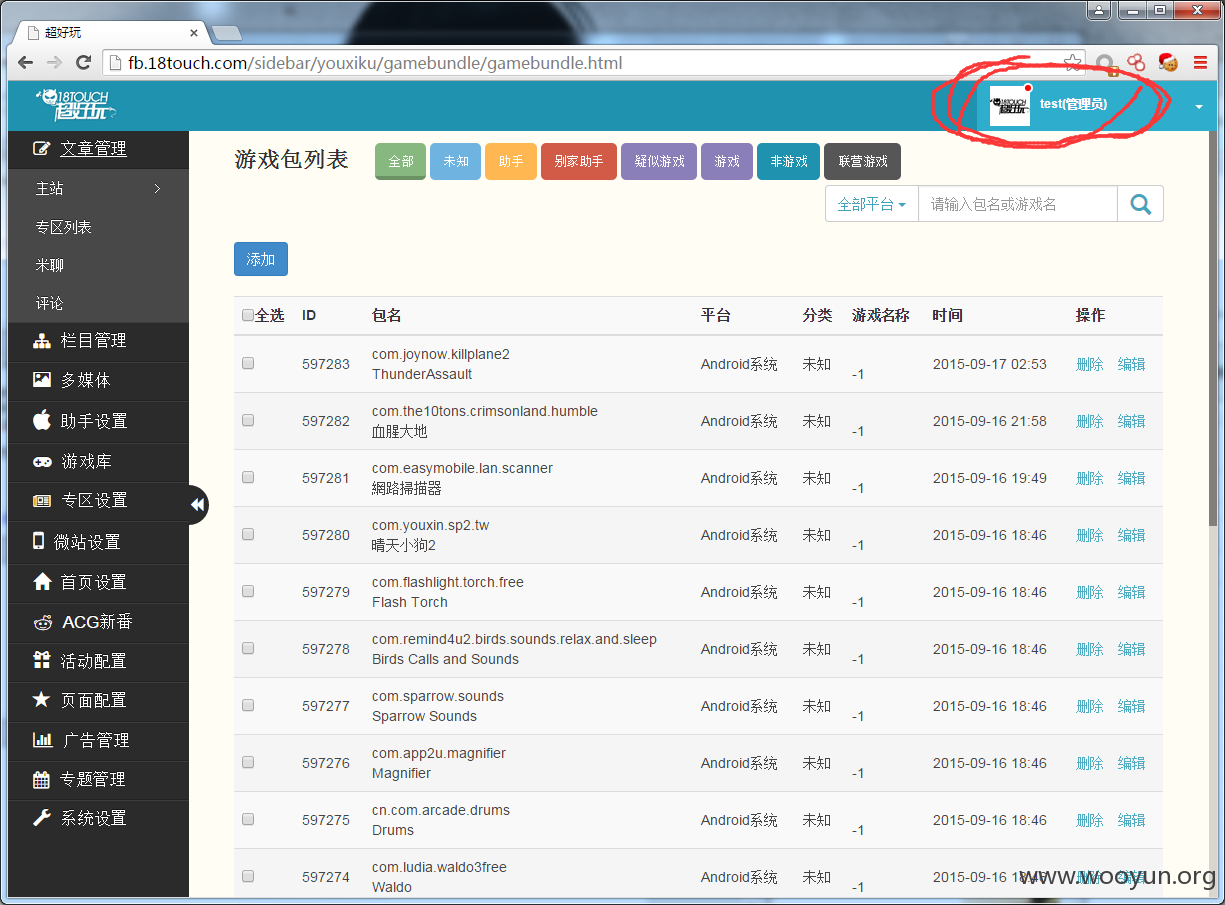 超好玩
fb.18touch.com/sidebar/youxiku/gamebundle/gamebundle.html
18TOUCH
超好玩
test(管理员)
文章管理
主站
专区列表
米聊
评论
栏目管理
多媒体
助手设置
游戏库
专区设置
微站设置
首页设置
ACG新番
活动配置
页面配置
广告管理
专题管理
系统设置
游戏包列表 全部 未知 助手 别家助手 疑似游戏 游戏 非游戏 联营游戏
全部平台 请输入包名或游戏名
添加
全选 ID 包名 平台 分类 游戏名称 时间 操作
597283 com.joynow.killplane2 Android系统 未知 2015-09-17 02:53 删除 编辑
ThunderAssault -1
597282 com.the10tons.crimsonland.humble Android系统 未知 2015-09-16 21:58 删除 编辑
血腥大地 -1
597281 com.easymobile.lan.scanner Android系统 未知 2015-09-16 19:49 删除 编辑
網路掃描器 -1
597280 com.youxin.sp2.tw Android系统 未知 2015-09-16 18:46 删除 编辑
晴天小狗2 -1
597279 com.flashlight.torch.free Android系统 未知 2015-09-16 18:46 删除 编辑
Flash Torch -1
597278 com.remind4u2.birds.sounds.relax.and.sleep Android系统 未知 2015-09-16 18:46 删除 编辑
Birds Calls and Sounds -1
597277 com.sparrow.sounds Android系统 未知 2015-09-16 18:46 删除 编辑
Sparrow Sounds -1
597276 com.app2u.magnifier Android系统 未知 2015-09-16 18:46 删除 编辑
Magnifier -1
597275 cn.com.arcade.drums Android系统 未知 2015-09-16 18:46 删除 编辑
Drums -1
597274 com.ludia.waldo3free Android系统 未知 2015-09-16 18:46 删除 编辑
Waldo -1
www.wooyun.org